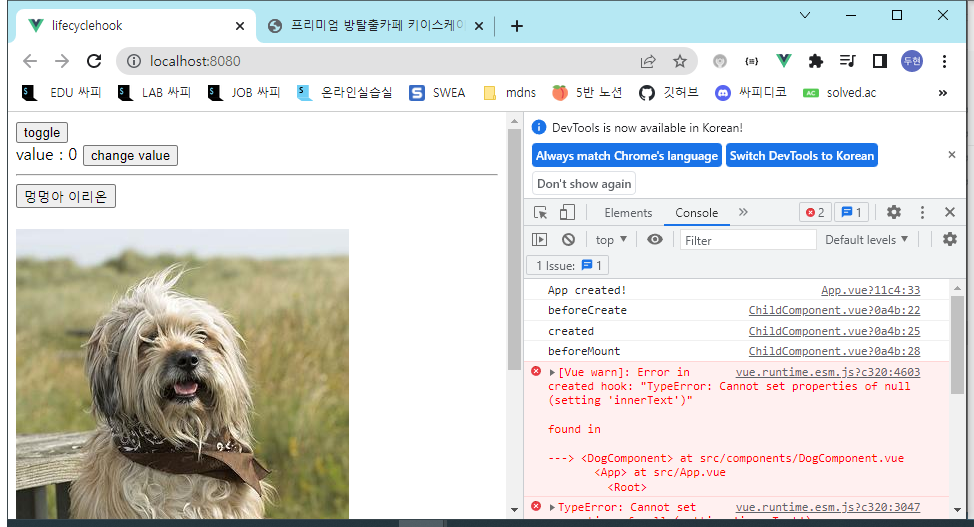 lifecyclehook
프리미엄 방탈출카페 키이스케이
localhost:8080
두현
EDU 싸피
LAB 싸피
JOB 싸피
온라인실습실
SWEA
mdns
5반 노션
깃허브
싸피디코
solved.ac
»
toggle
value : 0 change value
멍멍아 이리온
DevTools is now available in Korean!
Always match Chrome's language
Switch DevTools to Korean
Don't show again
Elements
Console
2
1
top
Filter
Default levels
1 Issue: 1
App created! App.vue?11c4:33
beforeCreate ChildComponent.vue?0a4b:22
created ChildComponent.vue?0a4b:25
beforeMount ChildComponent.vue?0a4b:28
[Vue warn]: Error in vue.runtime.esm.js?c320:4603
created hook: "TypeError: Cannot set properties of null
(setting 'innerText')"
found in
---> <DogComponent> at src/components/DogComponent.vue
<App> at src/App.vue
<Root>
TypeError: Cannot set vue.runtime.esm.js?c320:3047